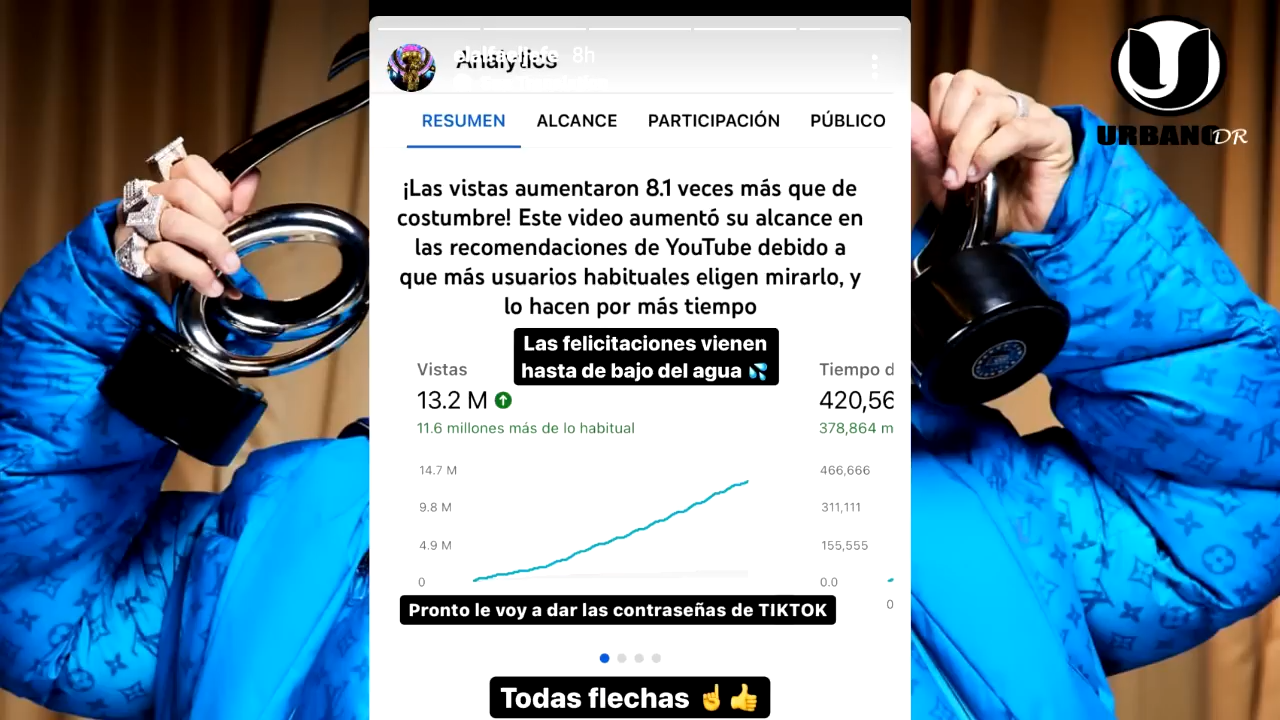 8h
Analytics
RESUMEN ALCANCE PARTICIPACIÓN PÚBLICO
¡Las vistas aumentaron 8.1 veces más que de
costumbre! Este video aumentó su alcance en
las recomendaciones de YouTube debido a
que más usuarios habituales eligen mirarlo, y
lo hacen por más tiempo
Las felicitaciones vienen
hasta de bajo del agua 💦
Vistas
13.2 M
11.6 millones más de lo habitual
14.7 M
9.8 M
4.9 M
0
Tiempo d
420,56
378,864 m
466,666
311,111
155,555
0.0
0
Pronto le voy a dar las contraseñas de TIKTOK
Todas flechas ☝️👍
U
URBANO DR